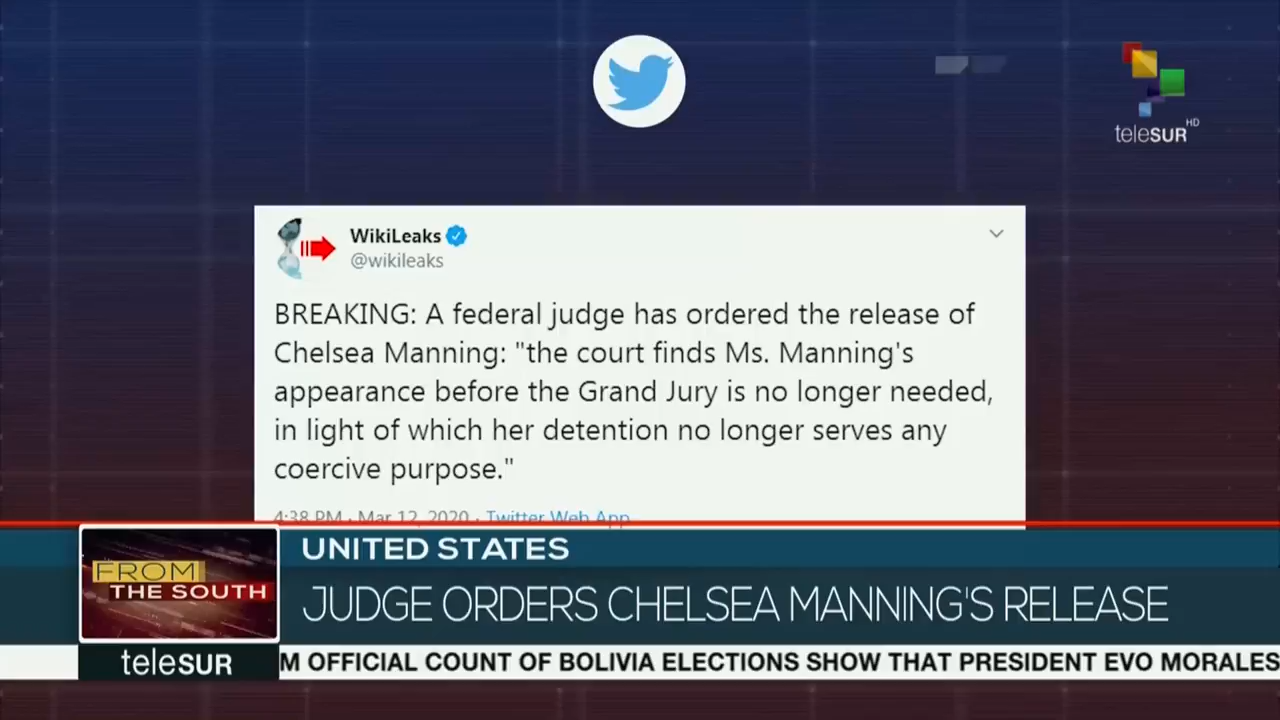 teleSUR HD
WikiLeaks
@wikileaks
BREAKING: A federal judge has ordered the release of
Chelsea Manning: "the court finds Ms. Manning's
appearance before the Grand Jury is no longer needed,
in light of which her detention no longer serves any
coercive purpose."
4:38 PM · Mar 12, 2020 · Twitter Web App
UNITED STATES
FROM
THE SOUTH
JUDGE ORDERS CHELSEA MANNING'S RELEASE
teleSUR
M OFFICIAL COUNT OF BOLIVIA ELECTIONS SHOW THAT PRESIDENT EVO MORALES